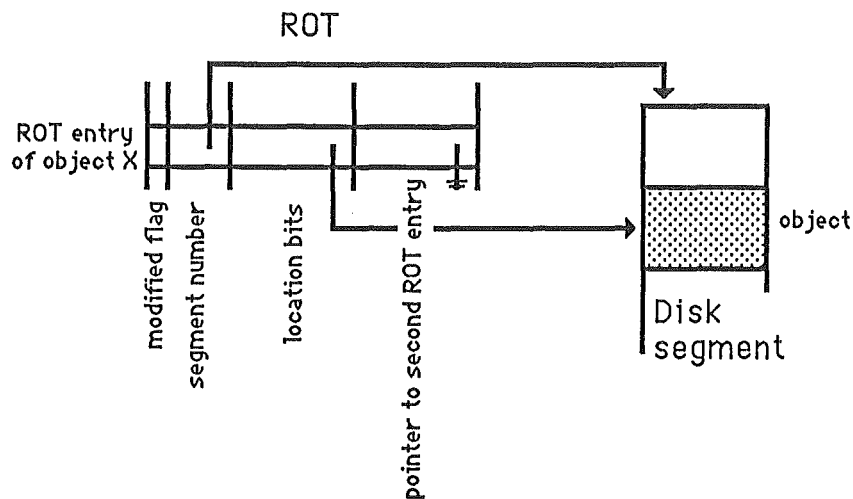 ROT
ROT entry
of object X
modified flag
segment number
location bits
pointer to second ROT entry
object
Disk
segment